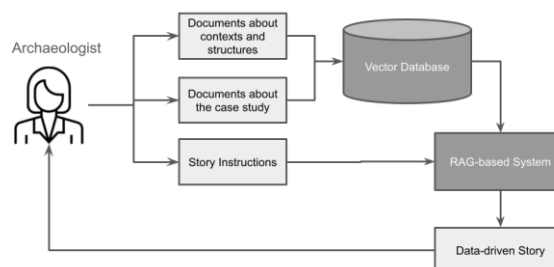 Archaeologist
Documents about
contexts and
structures
Vector Database
Documents about
the case study
Story Instructions
RAG-based System
Data-driven Story